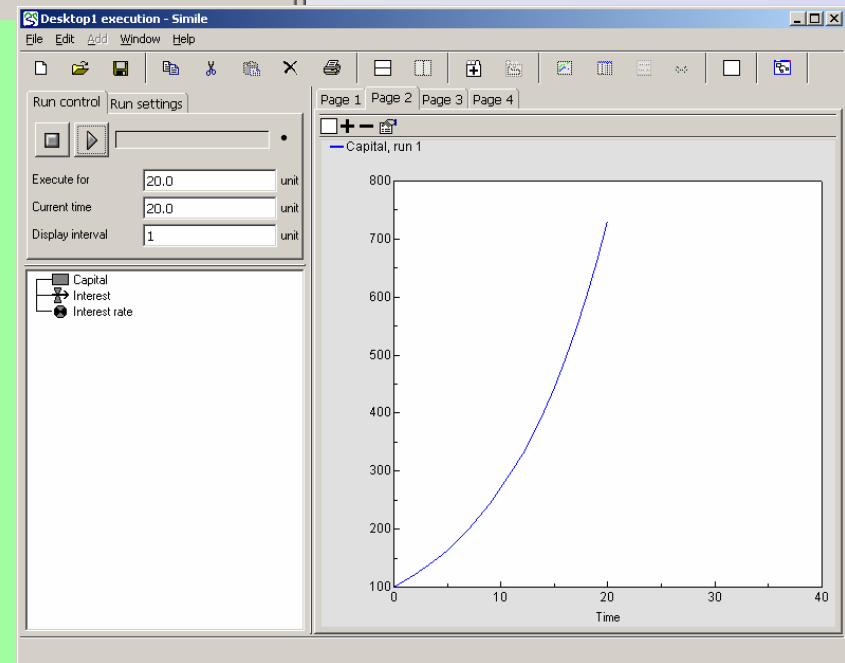 Desktop1 execution - Simile
File Edit Add Window Help
Run control Run settings
Execute for 20.0 unit
Current time 20.0 unit
Display interval 1 unit
Capital
Interest
Interest rate
Page 1 Page 2 Page 3 Page 4
Capital, run 1
800
700
600
500
400
300
200
100
0 10 20 30 40
Time